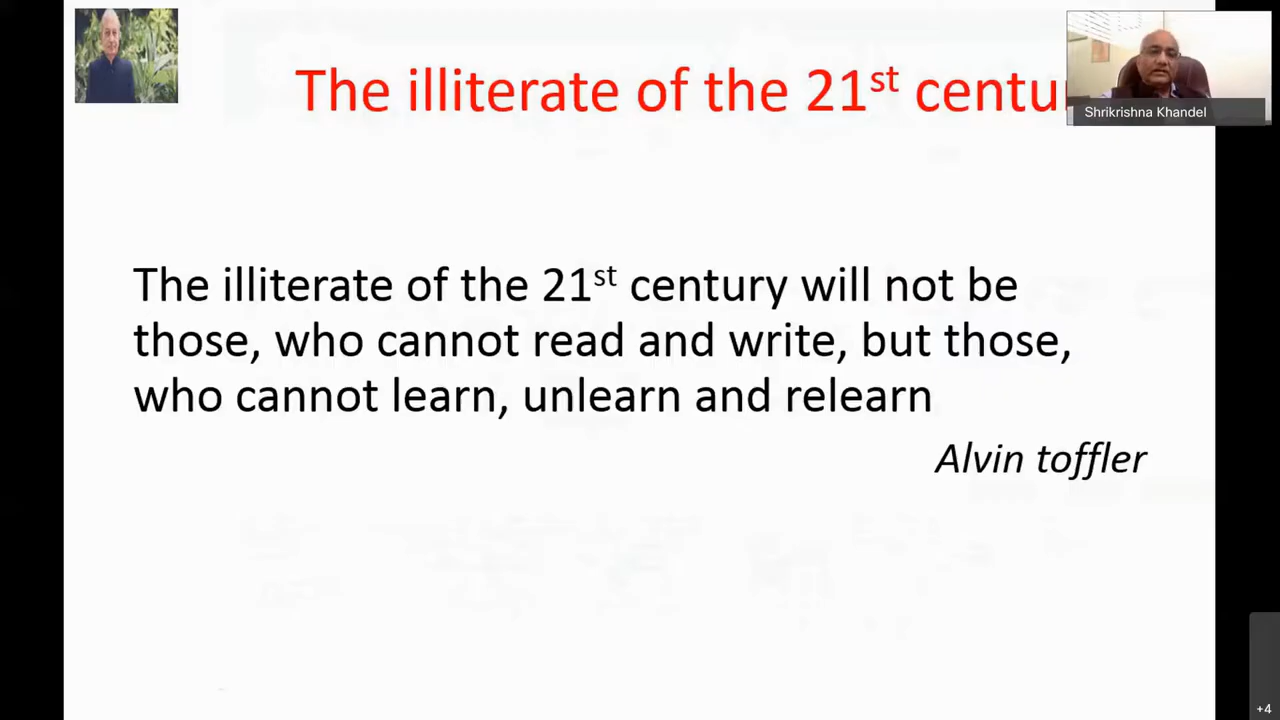 The illiterate of the 21st centu
Shrikrishna Khandel
The illiterate of the 21st century will not be
those, who cannot read and write, but those,
who cannot learn, unlearn and relearn
Alvin toffler
+4